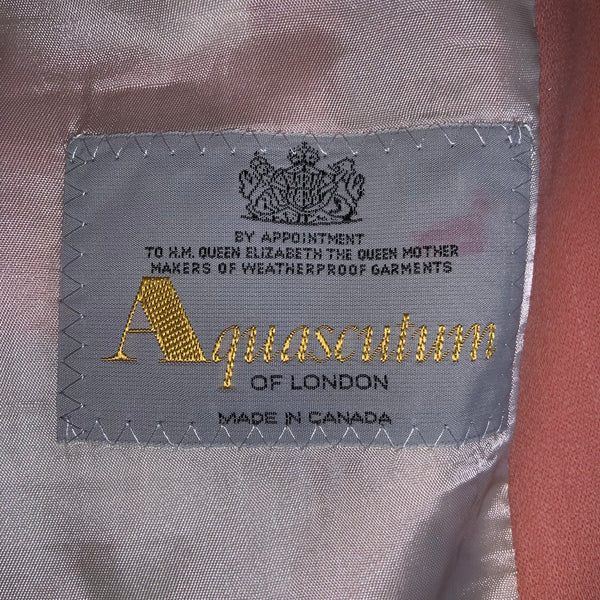 BY APPOINTMENT
TO H.M. QUEEN ELIZABETH THE QUEEN MOTHER
MAKERS OF WEATHERPROOF GARMENTS
Aquascutum
OF LONDON
MADE IN CANADA